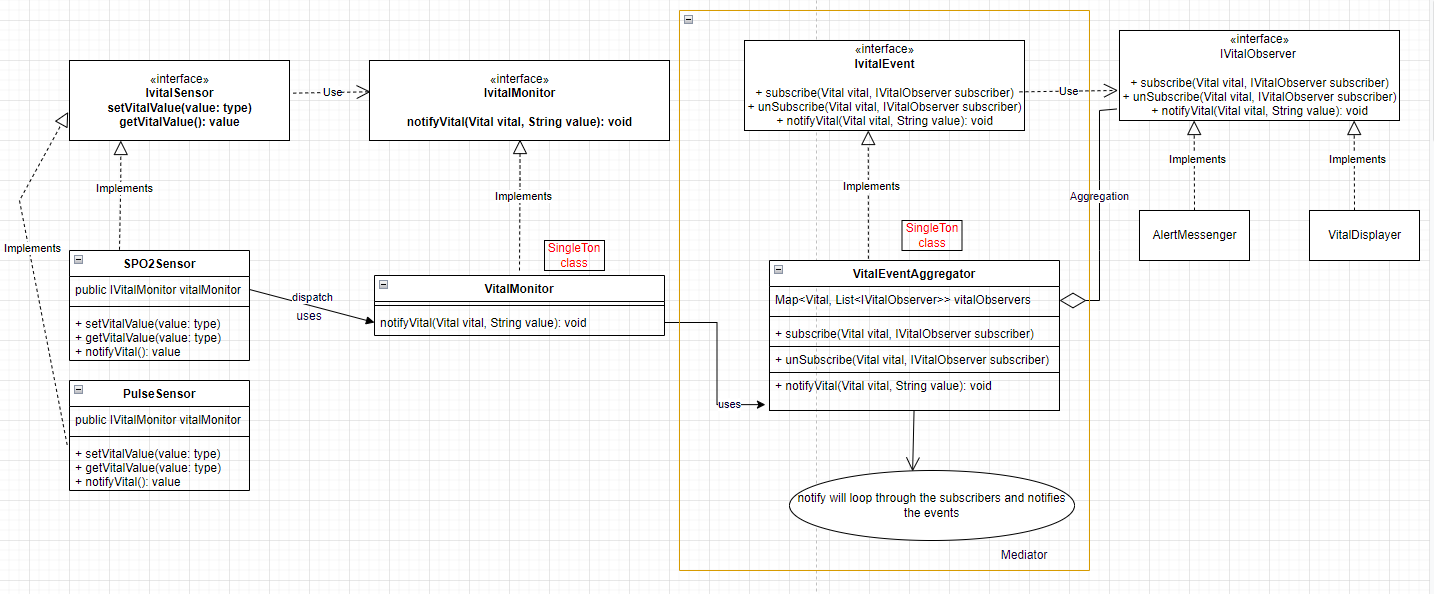 «interface»
IvitalSensor
setVitalValue(value: type)
getVitalValue(): value
Use
«interface»
IvitalMonitor
notifyVital(Vital vital, String value): void
«interface»
IvitalEvent
+ subscribe(Vital vital, IVitalObserver subscriber)
+ unSubscribe(Vital vital, IVitalObserver subscriber)
+ notifyVital(Vital vital, String value): void
Use
«interface»
IVitalObserver
+ subscribe(Vital vital, IVitalObserver subscriber)
+ unSubscribe(Vital vital, IVitalObserver subscriber)
+ notifyVital(Vital vital, String value): void
Implements
Implements
Implements
Implements
Implements
Implements
Aggregation
SPO2Sensor
public IVitalMonitor vitalMonitor
+ setVitalValue(value: type)
+ getVitalValue(value: type)
+ notifyVital(): value
PulseSensor
public IVitalMonitor vitalMonitor
+ setVitalValue(value: type)
+ getVitalValue(value: type)
+ notifyVital(): value
dispatch
uses
SingleTon
class
VitalMonitor
notifyVital(Vital vital, String value): void
uses
SingleTon
class
VitalEventAggregator
Map<Vital, List<IVitalObserver>> vitalObservers
+ subscribe(Vital vital, IVitalObserver subscriber)
+ unSubscribe(Vital vital, IVitalObserver subscriber)
+ notifyVital(Vital vital, String value): void
AlertMessenger
VitalDisplayer
notify will loop through the subscribers and notifies
the events
Mediator